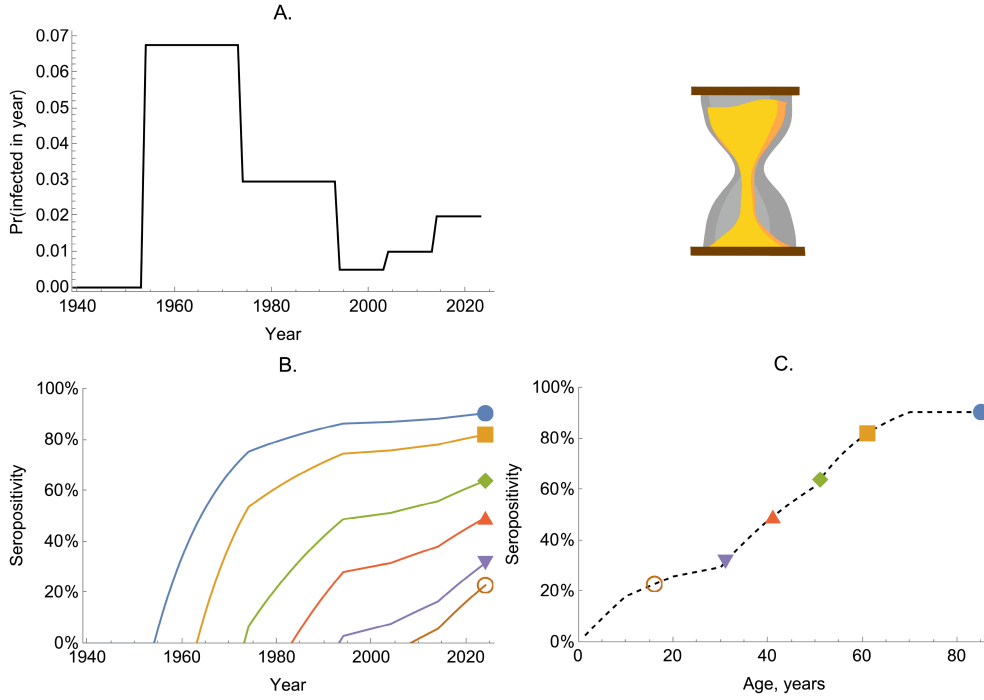 A.
Pr(infected in year)
0.07
0.06
0.05
0.04
0.03
0.02
0.01
0.00
1940 1960 1980 2000 2020
Year
B.
Seropositivity
100%
80%
60%
40%
20%
0%
1940 1960 1980 2000 2020
Year
C.
Seropositivity
100%
80%
60%
40%
20%
0%
0 20 40 60 80
Age, years